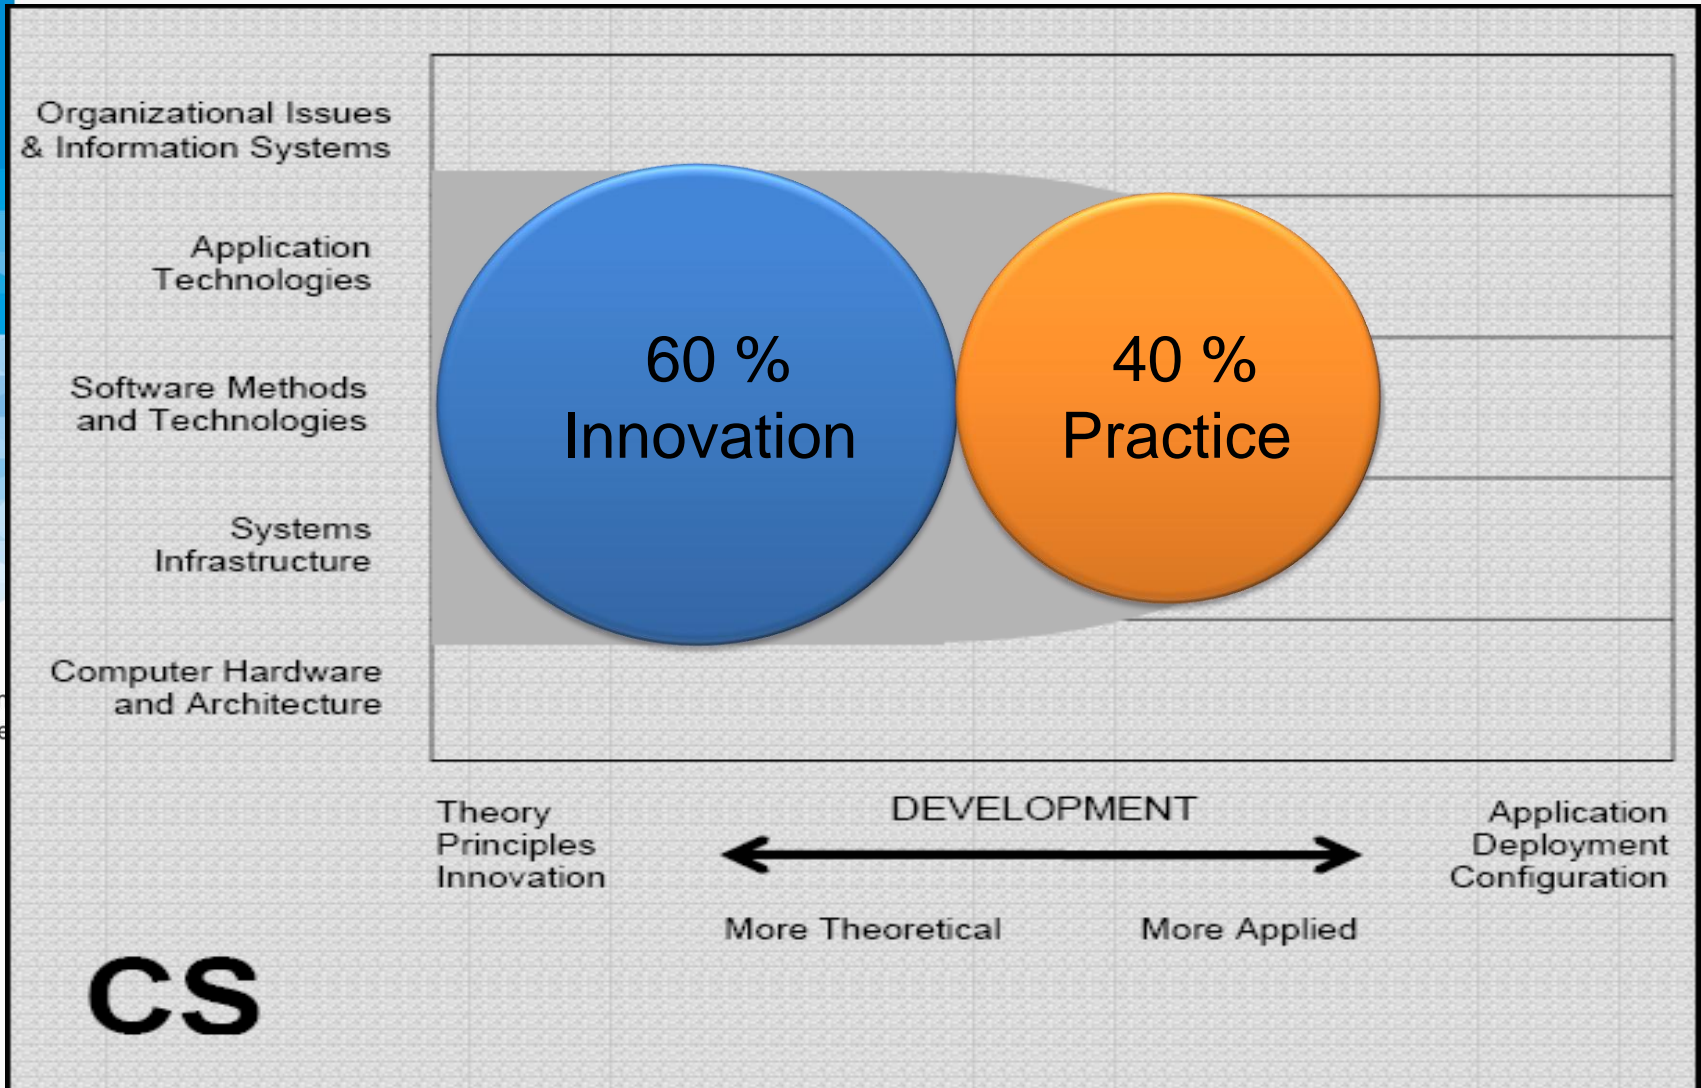 Organizational Issues
& Information Systems
Application
Technologies
Software Methods
and Technologies
Systems
Infrastructure
Computer Hardware
and Architecture
60 %
Innovation
40 %
Practice
Theory
Principles
Innovation
DEVELOPMENT
More Theoretical
More Applied
Application
Deployment
Configuration
CS